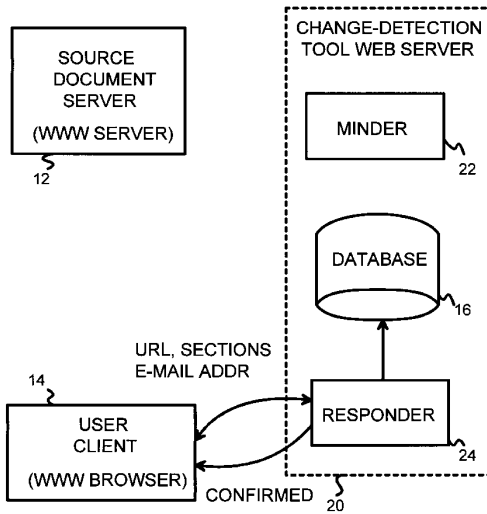 SOURCE
DOCUMENT
SERVER
(WWW SERVER)
12
CHANGE-DETECTION
TOOL WEB SERVER
MINDER
22
DATABASE
16
URL, SECTIONS
E-MAIL ADDR
14
USER
CLIENT
(WWW BROWSER)
RESPONDER
24
CONFIRMED
20